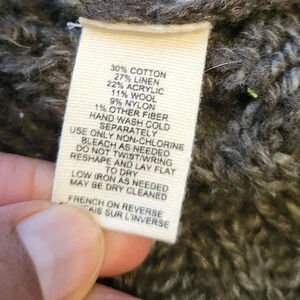 30% COTTON
27% LINEN
22% ACRYLIC
11% WOOL
9% NYLON
1% OTHER FIBER
HAND WASH COLD
SEPARATELY
USE ONLY NON-CHLORINE
BLEACH AS NEEDED
DO NOT TWIST/WRING
RESHAPE AND LAY FLAT
TO DRY
LOW IRON AS NEEDED
MAY BE DRY CLEANED
FRENCH ON REVERSE
SUR L'INVERSE